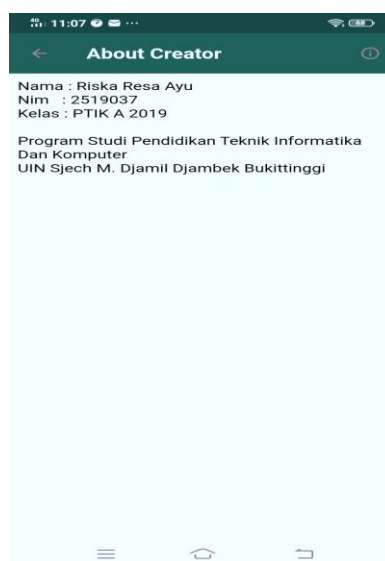 11:07
About Creator
Nama : Riska Resa Ayu
Nim : 2519037
Kelas : PTIK A 2019
Program Studi Pendidikan Teknik Informatika
Dan Komputer
UIN Sjech M. Djamil Djambek Bukittinggi